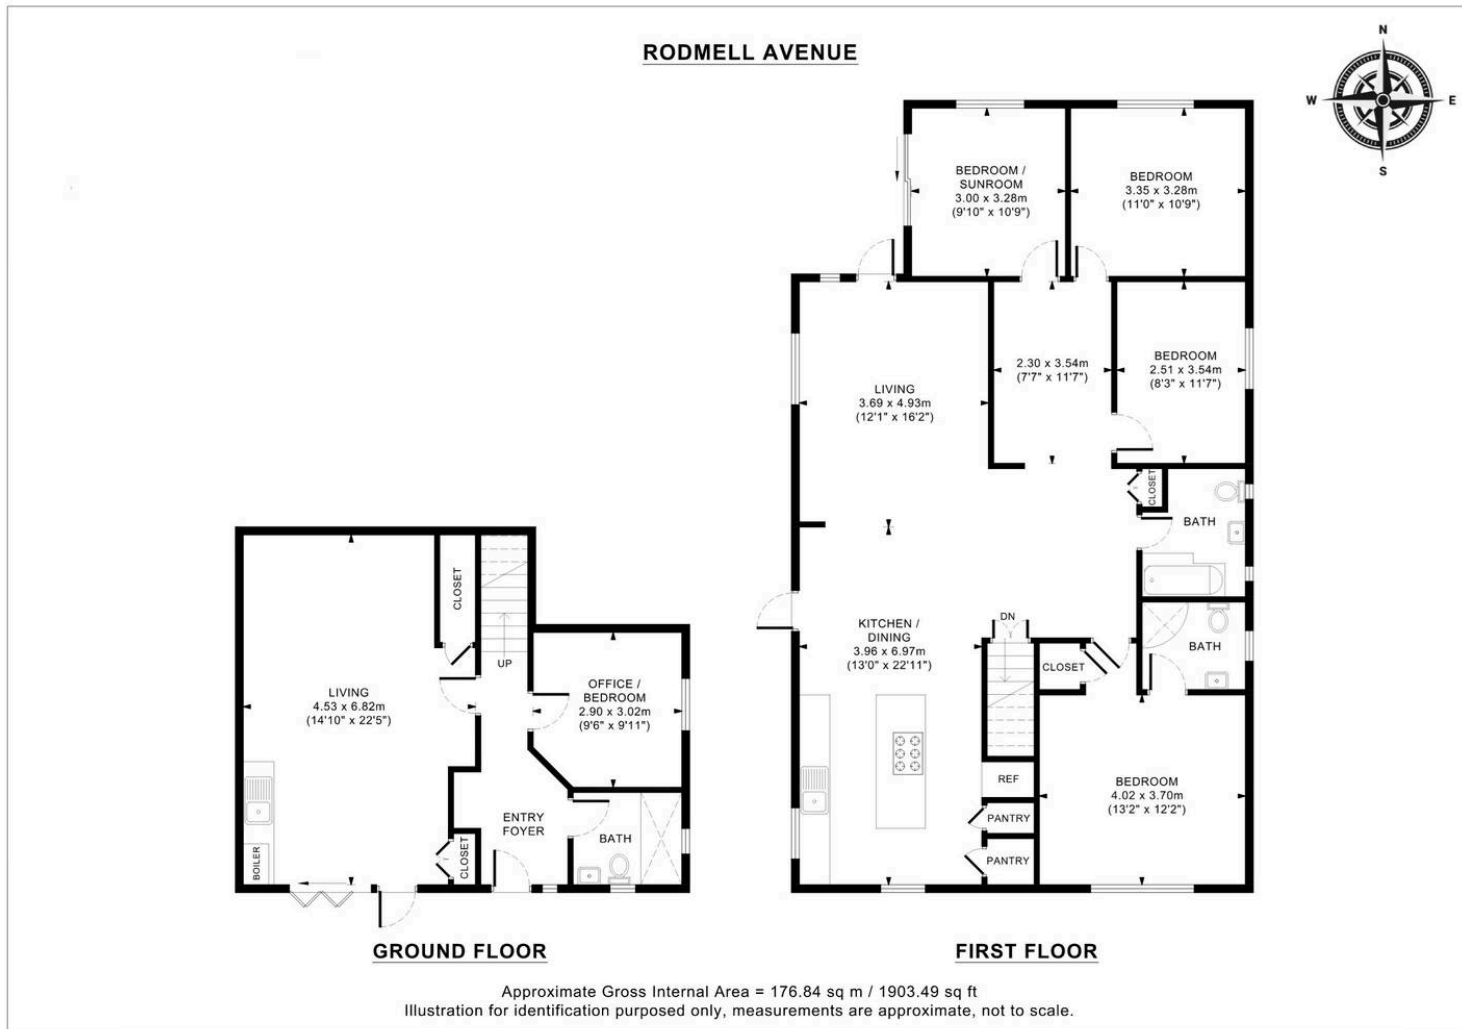 RODMELL AVENUE
N
W
E
S
BEDROOM /
SUNROOM
3.00 x 3.28m
(9'10" x 10'9")
BEDROOM
3.35 x 3.28m
(11'0" x 10'9")
LIVING
3.69 x 4.93m
(12'1" x 16'2")
2.30 x 3.54m
(7'7" x 11'7")
BEDROOM
2.51 x 3.54m
(8'3" x 11'7")
CLOSET
BATH
KITCHEN /
DINING
3.96 x 6.97m
(13'0" x 22'11")
DN
CLOSET
BATH
REF
PANTRY
PANTRY
BEDROOM
4.02 x 3.70m
(13'2" x 12'2")
CLOSET
UP
LIVING
4.53 x 6.82m
(14'10" x 22'5")
OFFICE /
BEDROOM
2.90 x 3.02m
(9'6" x 9'11")
ENTRY
FOYER
BATH
BOILER
CLOSET
GROUND FLOOR
FIRST FLOOR
Approximate Gross Internal Area = 176.84 sq m / 1903.49 sq ft
Illustration for identification purposed only, measurements are approximate, not to scale.